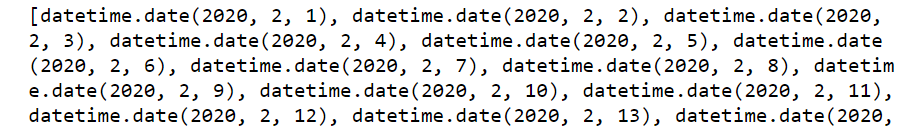 [datetime.date(2020, 2, 1), datetime.date(2020, 2, 2), datetime.date(2020,
2, 3), datetime.date(2020, 2, 4), datetime.date(2020, 2, 5), datetime.date
(2020, 2, 6), datetime.date(2020, 2, 7), datetime.date(2020, 2, 8), datetim
e.date(2020, 2, 9), datetime.date(2020, 2, 10), datetime.date(2020, 2, 11),
datetime.date(2020, 2, 12), datetime.date(2020, 2, 13), datetime.date(2020,